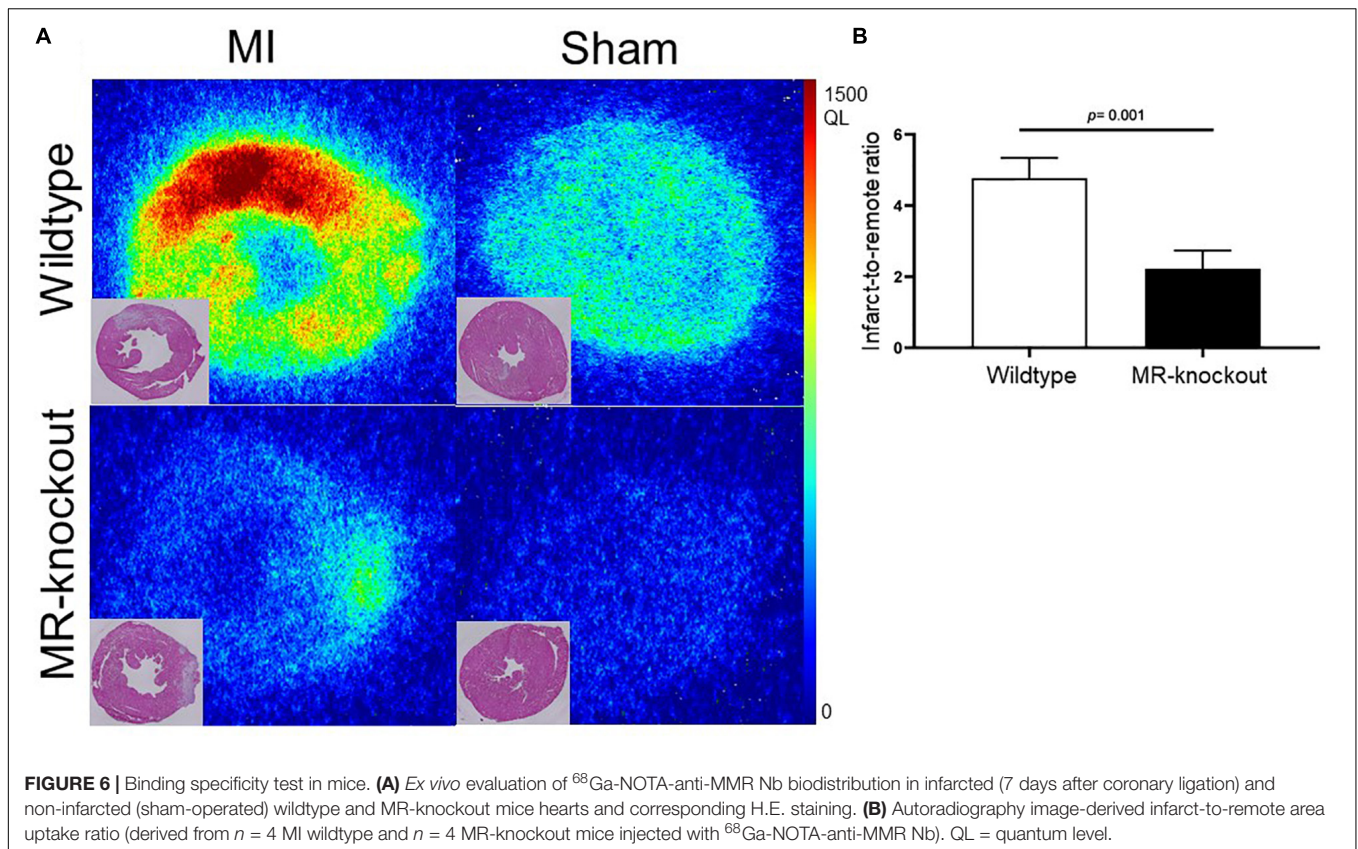 A
MI
Sham
Wildtype
MR-knockout
1500
QL
0
B
p= 0.001
Infarct-to-remote ratio
6
4
2
0
Wildtype
MR-knockout
FIGURE 6 | Binding specificity test in mice. (A) Ex vivo evaluation of ⁶⁸Ga-NOTA-anti-MMR Nb biodistribution in infarcted (7 days after coronary ligation) and
non-infarcted (sham-operated) wildtype and MR-knockout mice hearts and corresponding H.E. staining. (B) Autoradiography image-derived infarct-to-remote area
uptake ratio (derived from n = 4 MI wildtype and n = 4 MR-knockout mice injected with ⁶⁸Ga-NOTA-anti-MMR Nb). QL = quantum level.